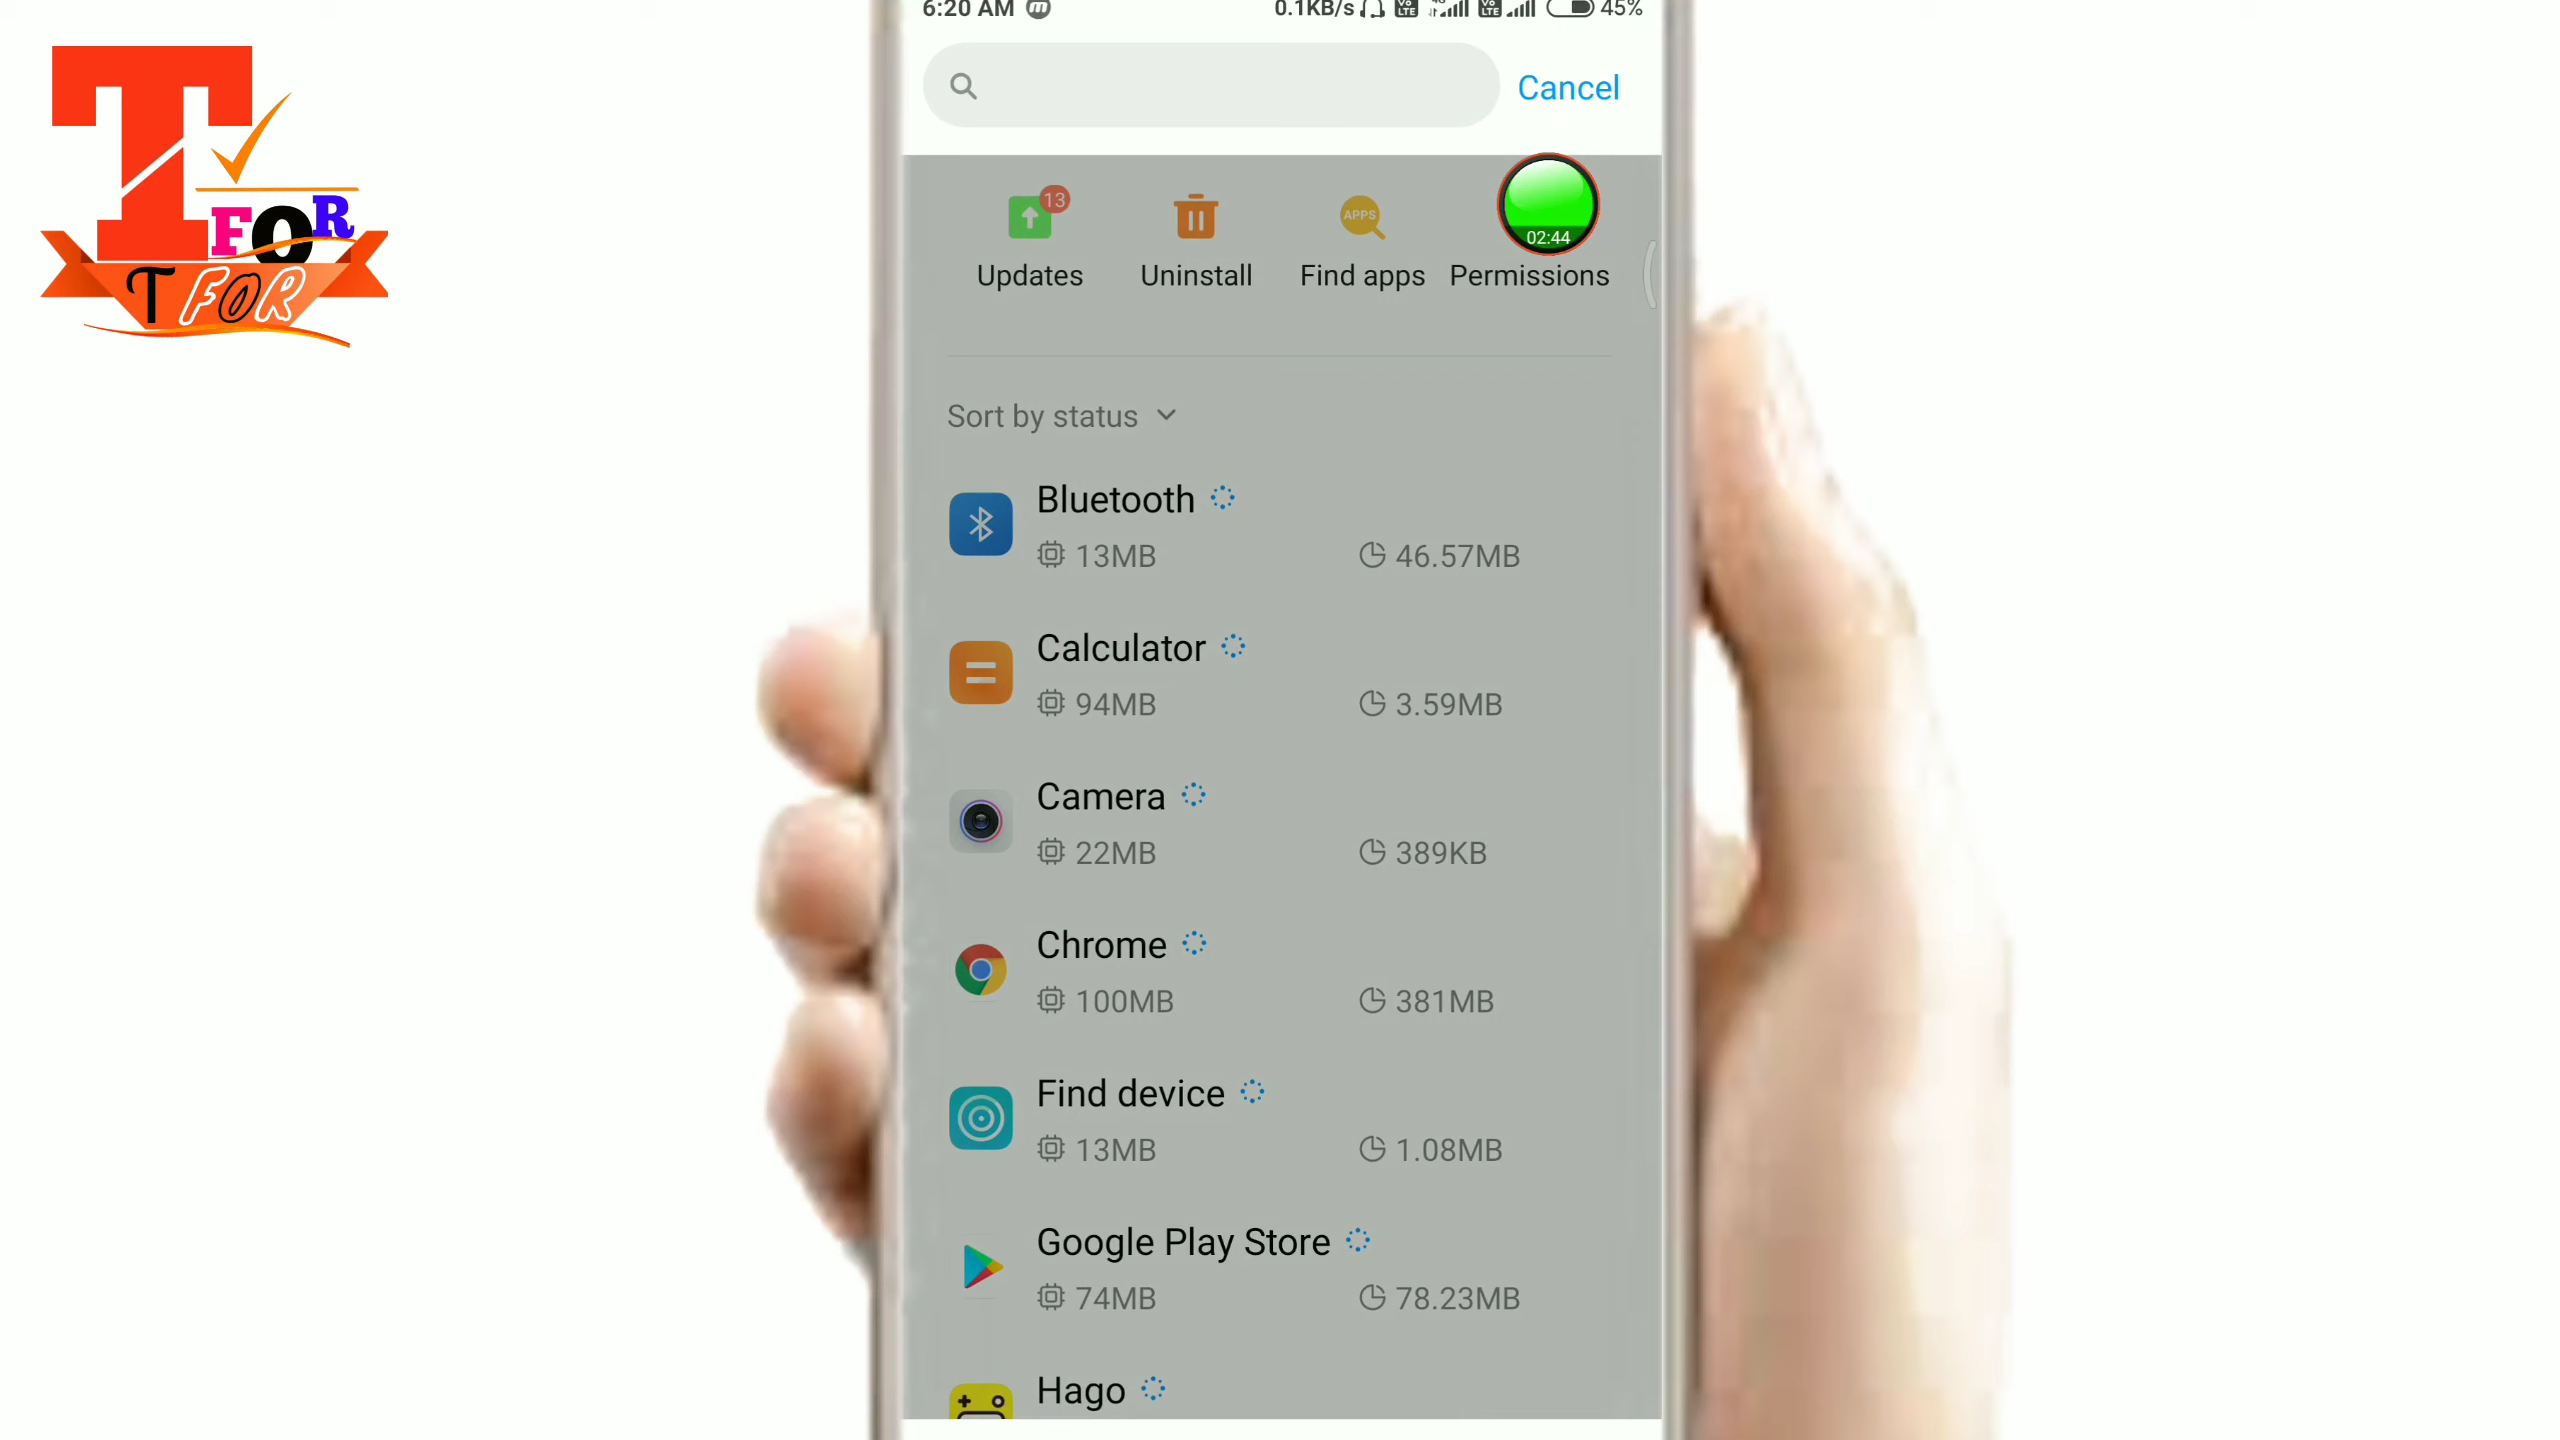 6:20 AM
0.1KB/s
45%
Cancel
T
FOR
T FOR
13
APPS
02:44
Updates
Uninstall
Find apps
Permissions
Sort by status
Bluetooth
13MB
46.57MB
Calculator
94MB
3.59MB
Camera
22MB
389KB
Chrome
100MB
381MB
Find device
13MB
1.08MB
Google Play Store
74MB
78.23MB
Hago